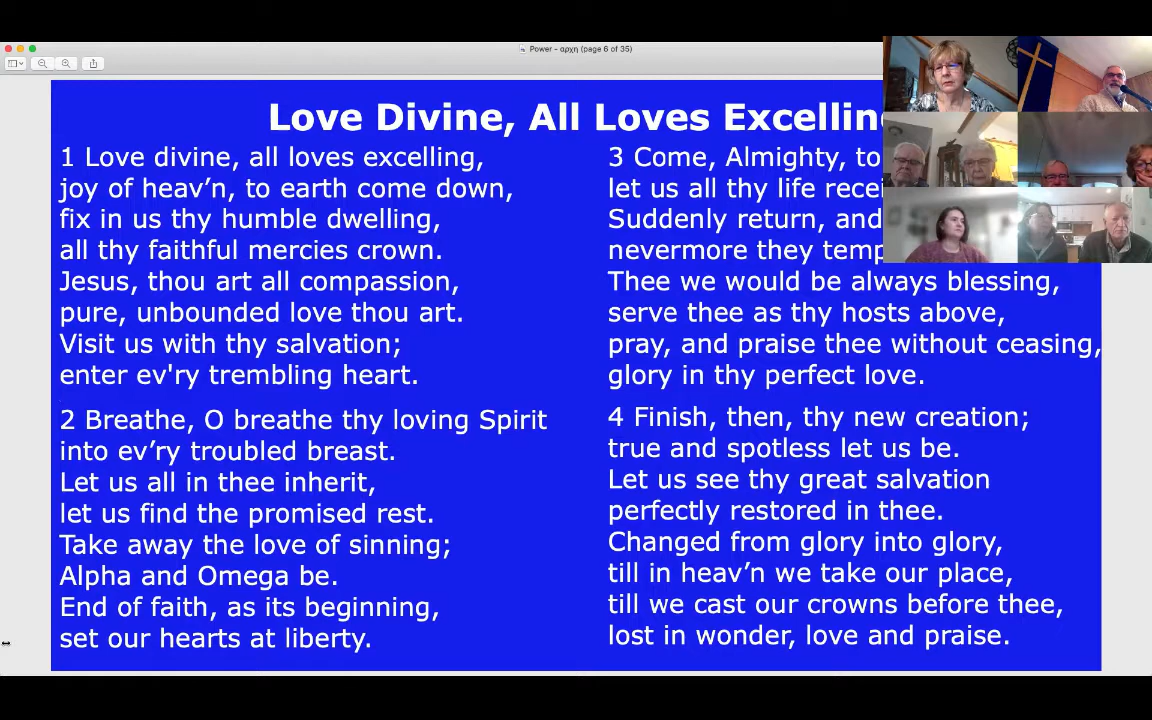 Power - αρχη (page 6 of 35)
Love Divine, All Loves Excellin
1 Love divine, all loves excelling,
joy of heav’n, to earth come down,
fix in us thy humble dwelling,
all thy faithful mercies crown.
Jesus, thou art all compassion,
pure, unbounded love thou art.
Visit us with thy salvation;
enter ev'ry trembling heart.
2 Breathe, O breathe thy loving Spirit
into ev’ry troubled breast.
Let us all in thee inherit,
let us find the promised rest.
Take away the love of sinning;
Alpha and Omega be.
End of faith, as its beginning,
set our hearts at liberty.
3 Come, Almighty, to
let us all thy life recei
Suddenly return, and
nevermore they temp
Thee we would be always blessing,
serve thee as thy hosts above,
pray, and praise thee without ceasing,
glory in thy perfect love.
4 Finish, then, thy new creation;
true and spotless let us be.
Let us see thy great salvation
perfectly restored in thee.
Changed from glory into glory,
till in heav’n we take our place,
till we cast our crowns before thee,
lost in wonder, love and praise.